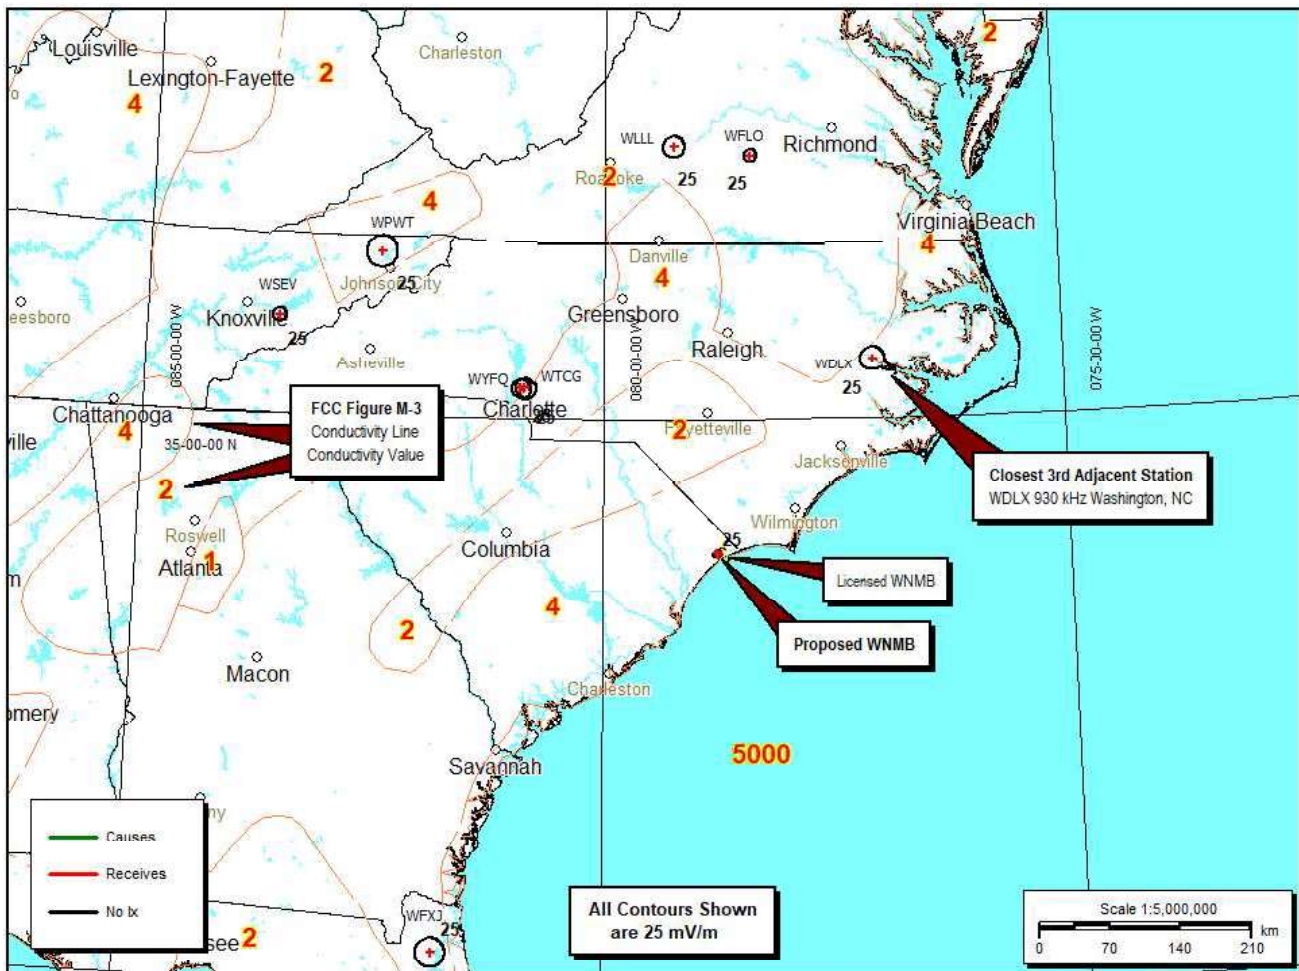 Louisville
Charleston
2
Lexington-Fayette
2
4
WLLL
WFLO
Richmond
25
25
Roanoke
2
4
WPWT
Virginia Beach
4
Danville
4
Johnson City
25
WSEV
eesboro
Knoxville
25
Greensboro
Raleigh
085-00-00 W
080-00-00 W
075-00-00 W
Asheville
WDLX
25
WYFQ
WTCG
Charlotte
25
Chattanooga
4
ville
35-00-00 N
FCC Figure M-3
Conductivity Line
Conductivity Value
2
Fayetteville
Jacksonville
Closest 3rd Adjacent Station
WDLX 930 kHz Washington, NC
2
Roswell
Atlanta
1
m
Columbia
Wilmington
25
Licensed WNMB
Proposed WNMB
4
2
Macon
Charleston
omery
5000
Savannah
ny
Causes
Receives
No Ix
see
2
WFXJ
25
All Contours Shown
are 25 mV/m
Scale 1:5,000,000
km
0 70 140 210